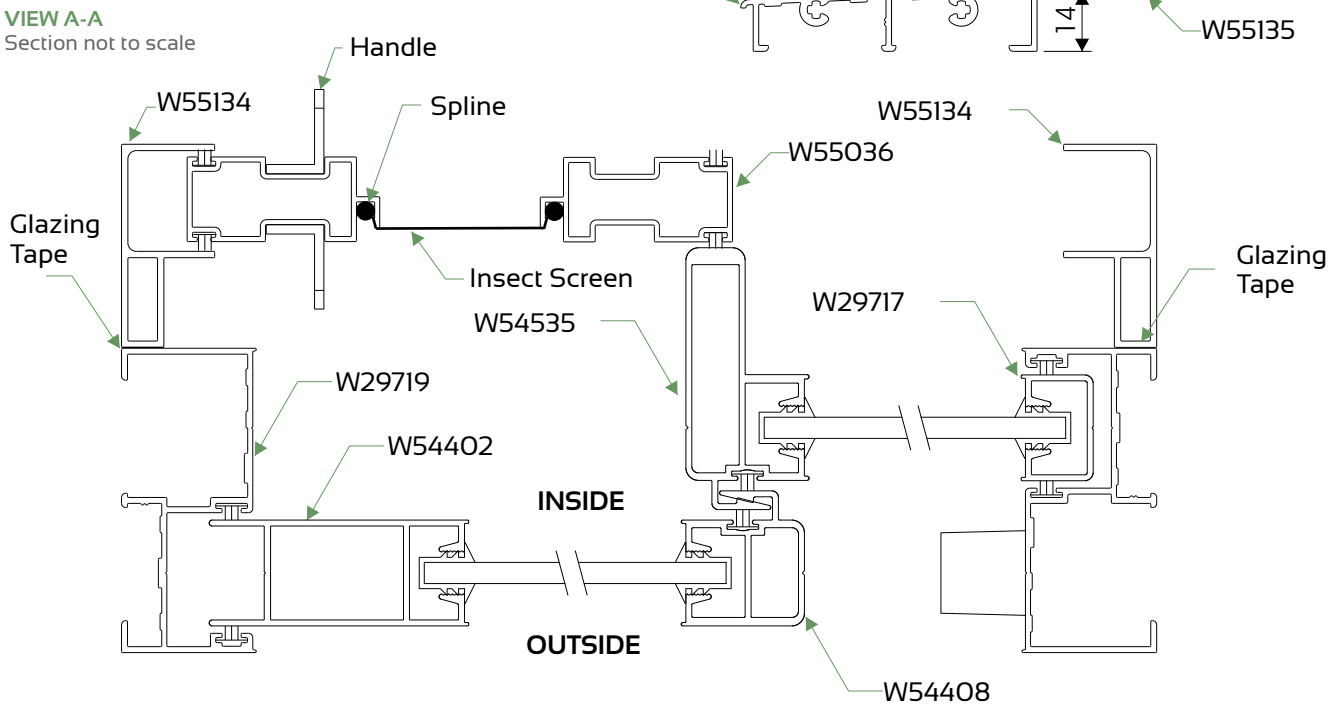 VIEW A-A
Section not to scale
14
W55135
Handle
W55134
Spline
W55134
W55036
Glazing
Tape
Insect Screen
Glazing
Tape
W29717
W54535
W29719
W54402
INSIDE
OUTSIDE
W54408